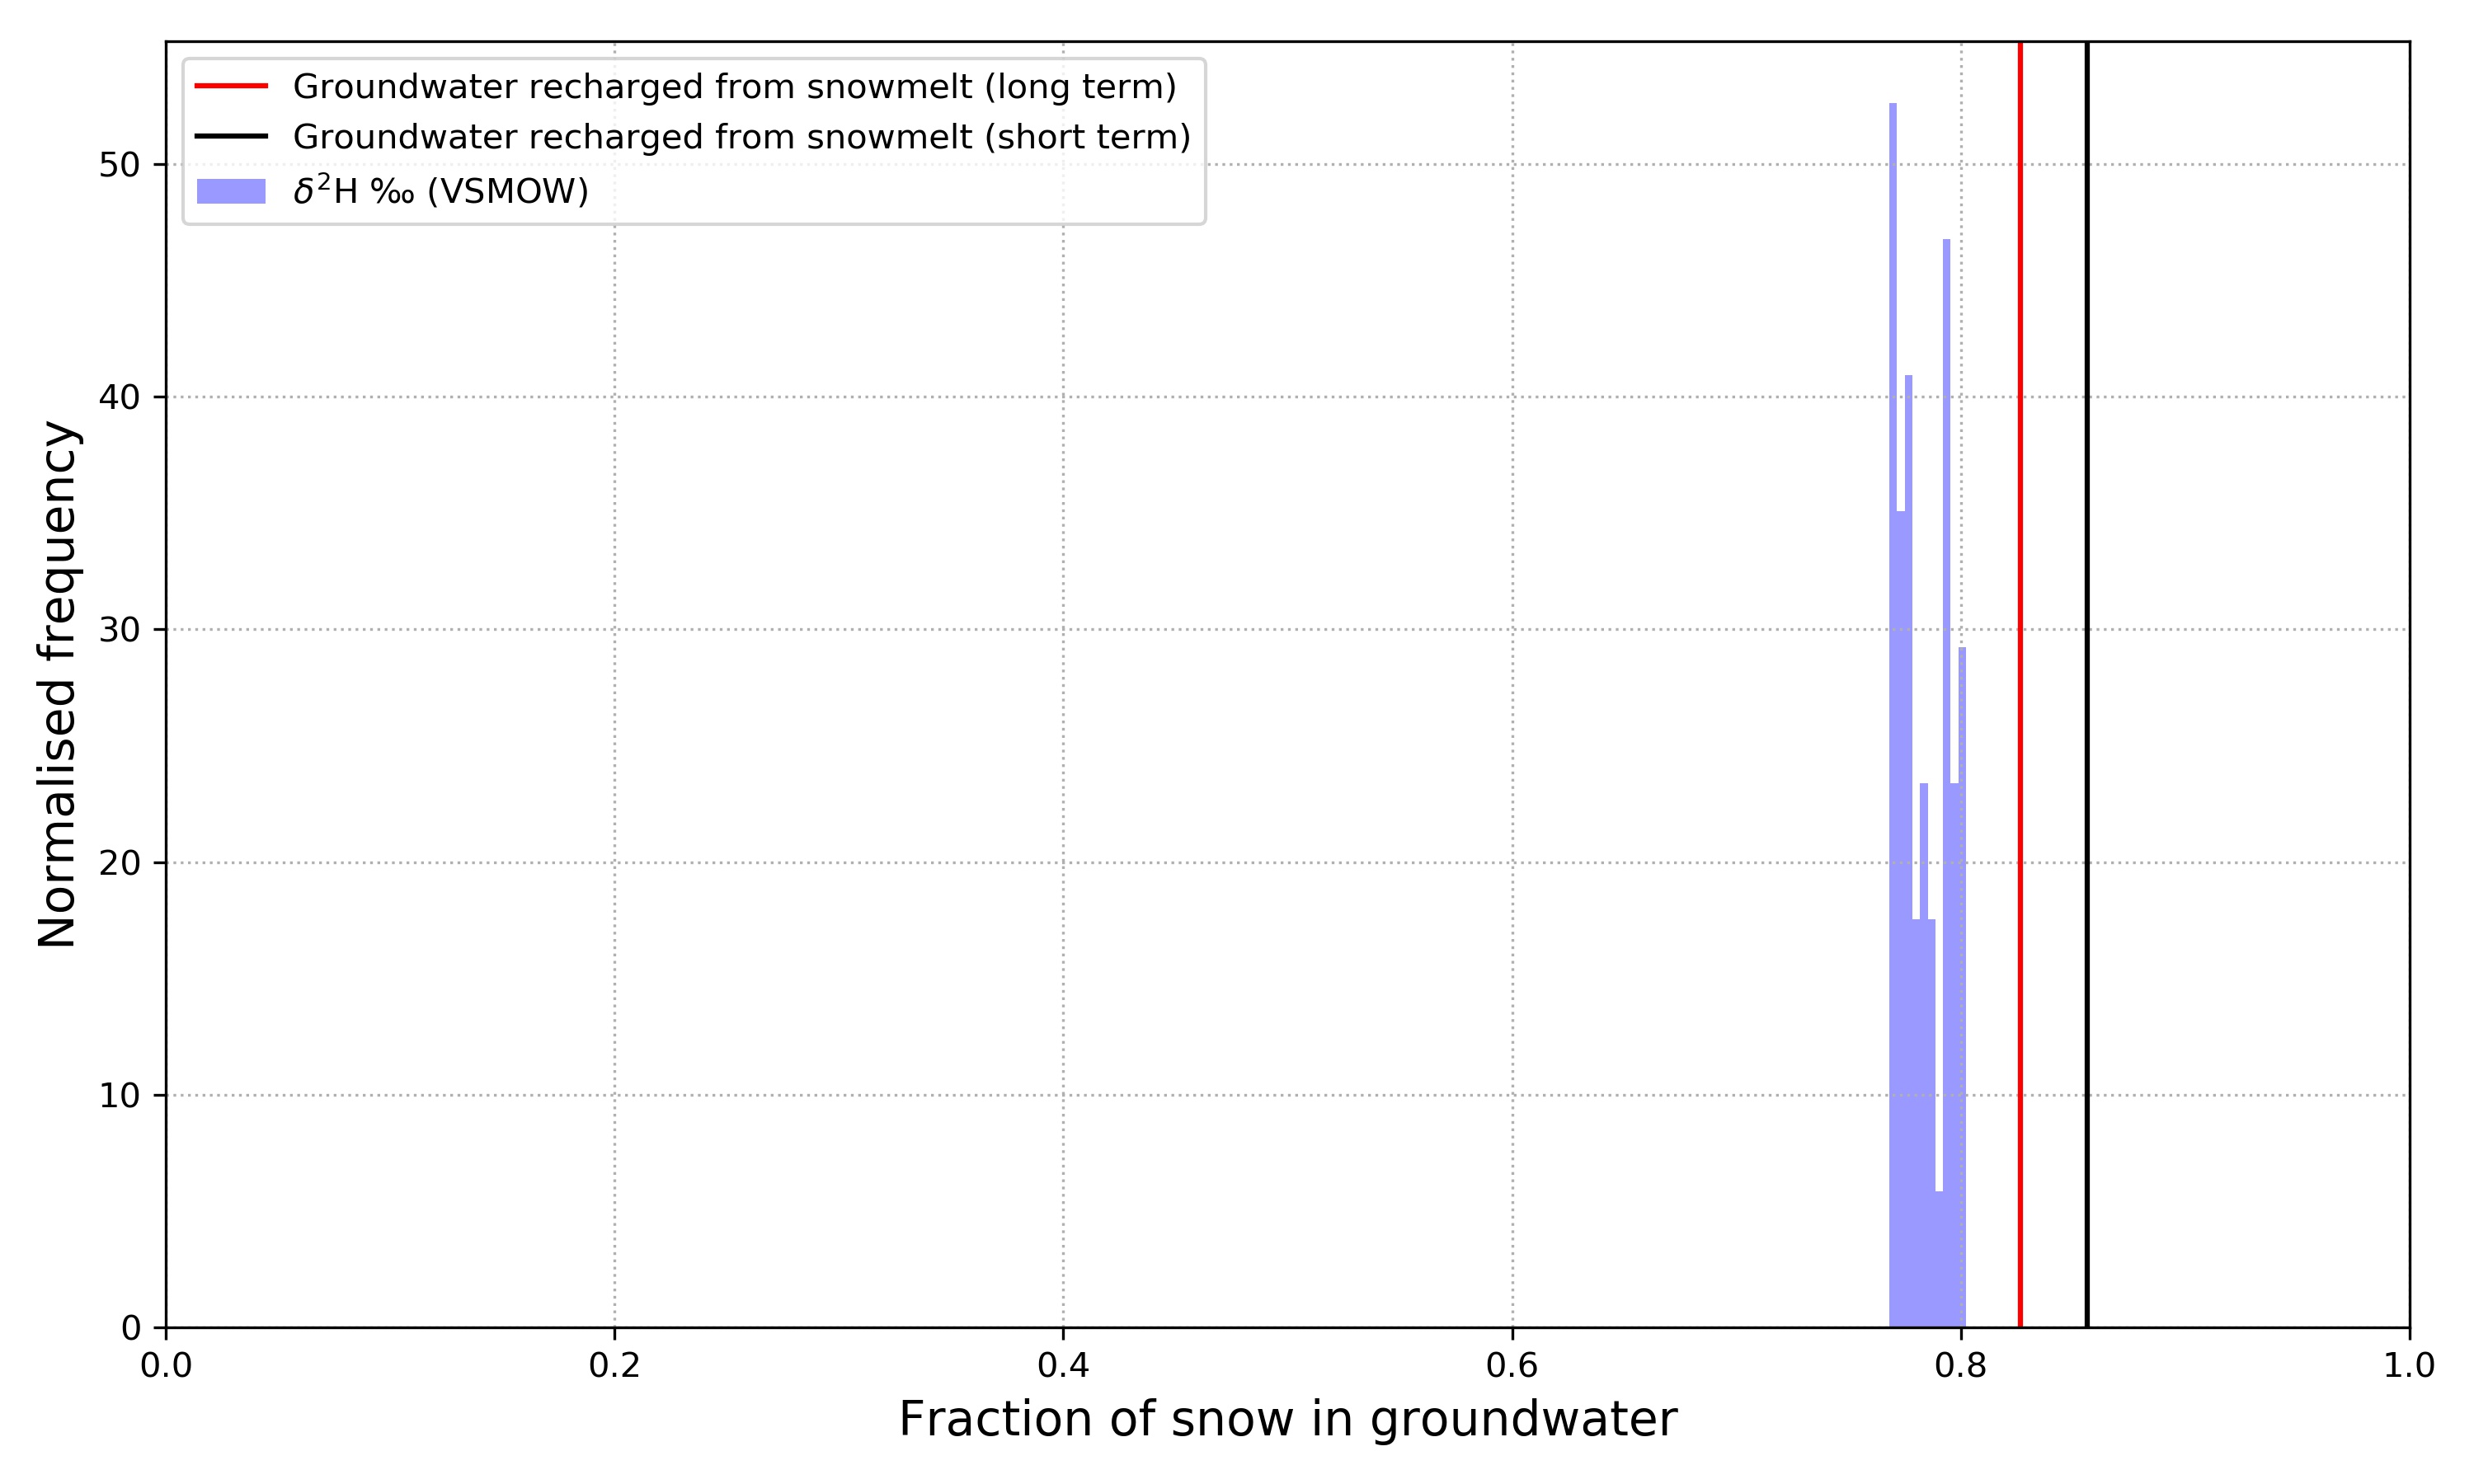 Groundwater recharged from snowmelt (long term)
Groundwater recharged from snowmelt (short term)
δ²H ‰ (VSMOW)
Normalised frequency
50
40
30
20
10
0
0.0 0.2 0.4 0.6 0.8 1.0
Fraction of snow in groundwater